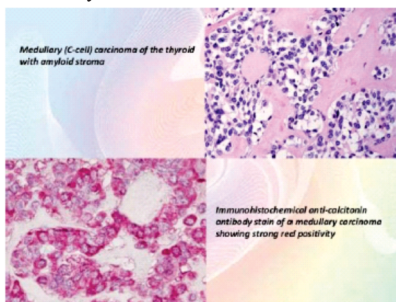 Medullary (C-cell) carcinoma of the thyroid
with amyloid stroma
Immunohistochemical anti-calcitonin
antibody stain of a medullary carcinoma
showing strong red positivity